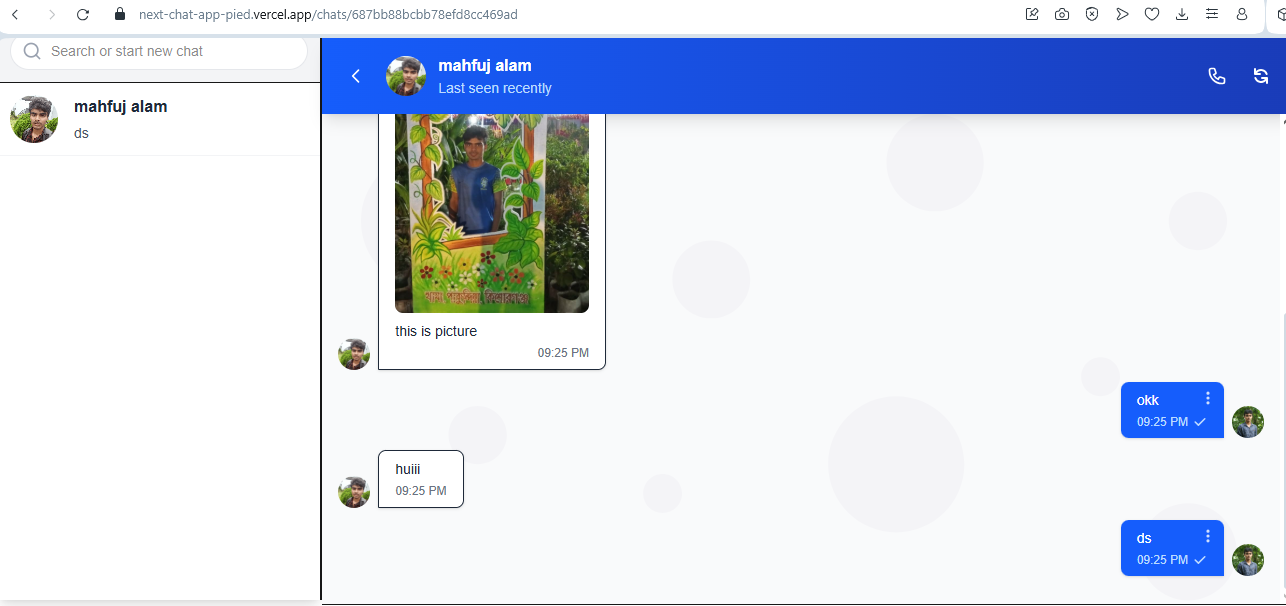 next-chat-app-pied.vercel.app/chats/687bb88bcbb78efd8cc469ad
Search or start new chat
mahfuj alam
ds
mahfuj alam
Last seen recently
this is picture
09:25 PM
okk
09:25 PM
huiii
09:25 PM
ds
09:25 PM